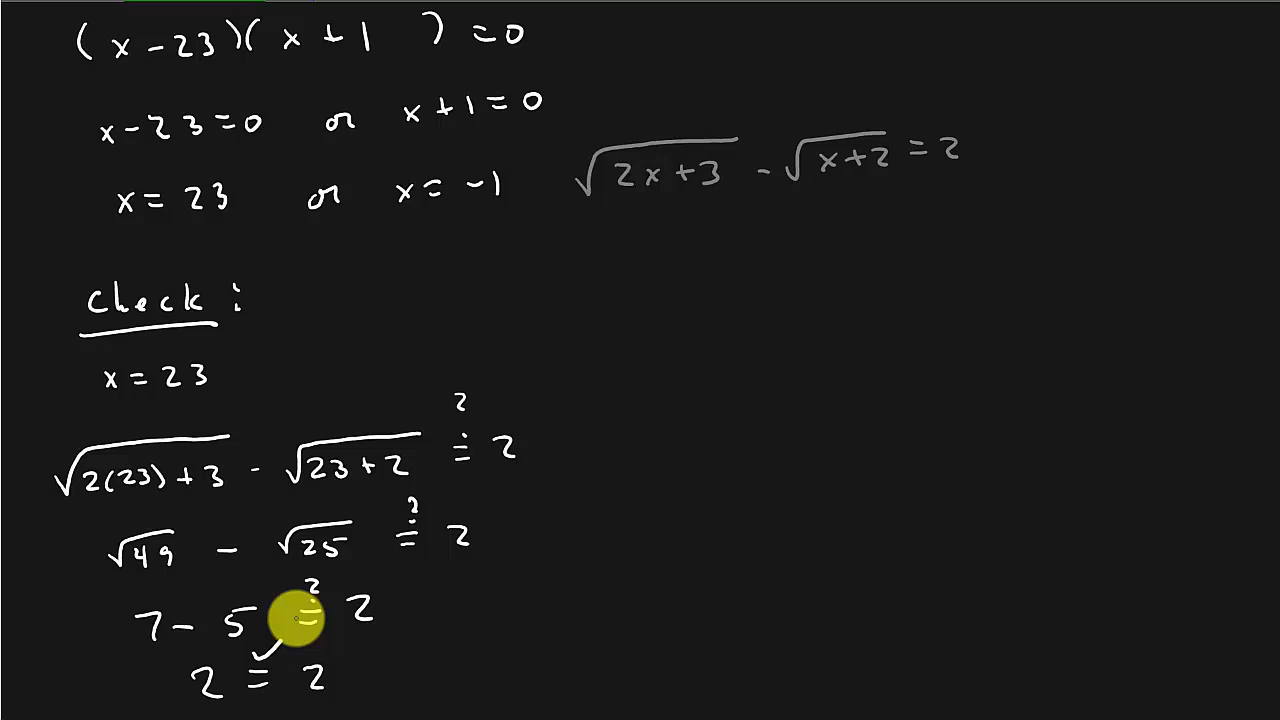 (x-23)(x+1)=0
x-23=0 or x+1=0
x=23 or x=-1
√(2x+3) - √(x+2) = 2
Check:
x=23
√(2(23)+3) - √(23+2) ≟ 2
√49 - √25 ≟ 2
7-5 ≟ 2
2 = 2